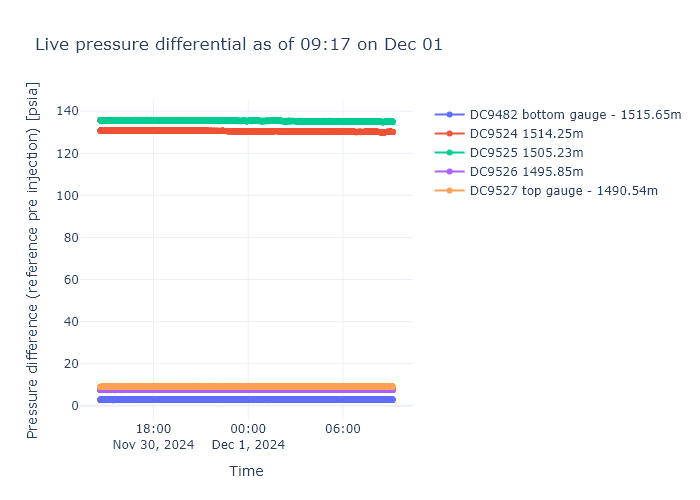 Live pressure differential as of 09:17 on Dec 01
Pressure difference (reference pre injection) [psia]
140
120
100
80
60
40
20
0
18:00
Nov 30, 2024
00:00
Dec 1, 2024
06:00
Time
DC9482 bottom gauge - 1515.65m
DC9524 1514.25m
DC9525 1505.23m
DC9526 1495.85m
DC9527 top gauge - 1490.54m